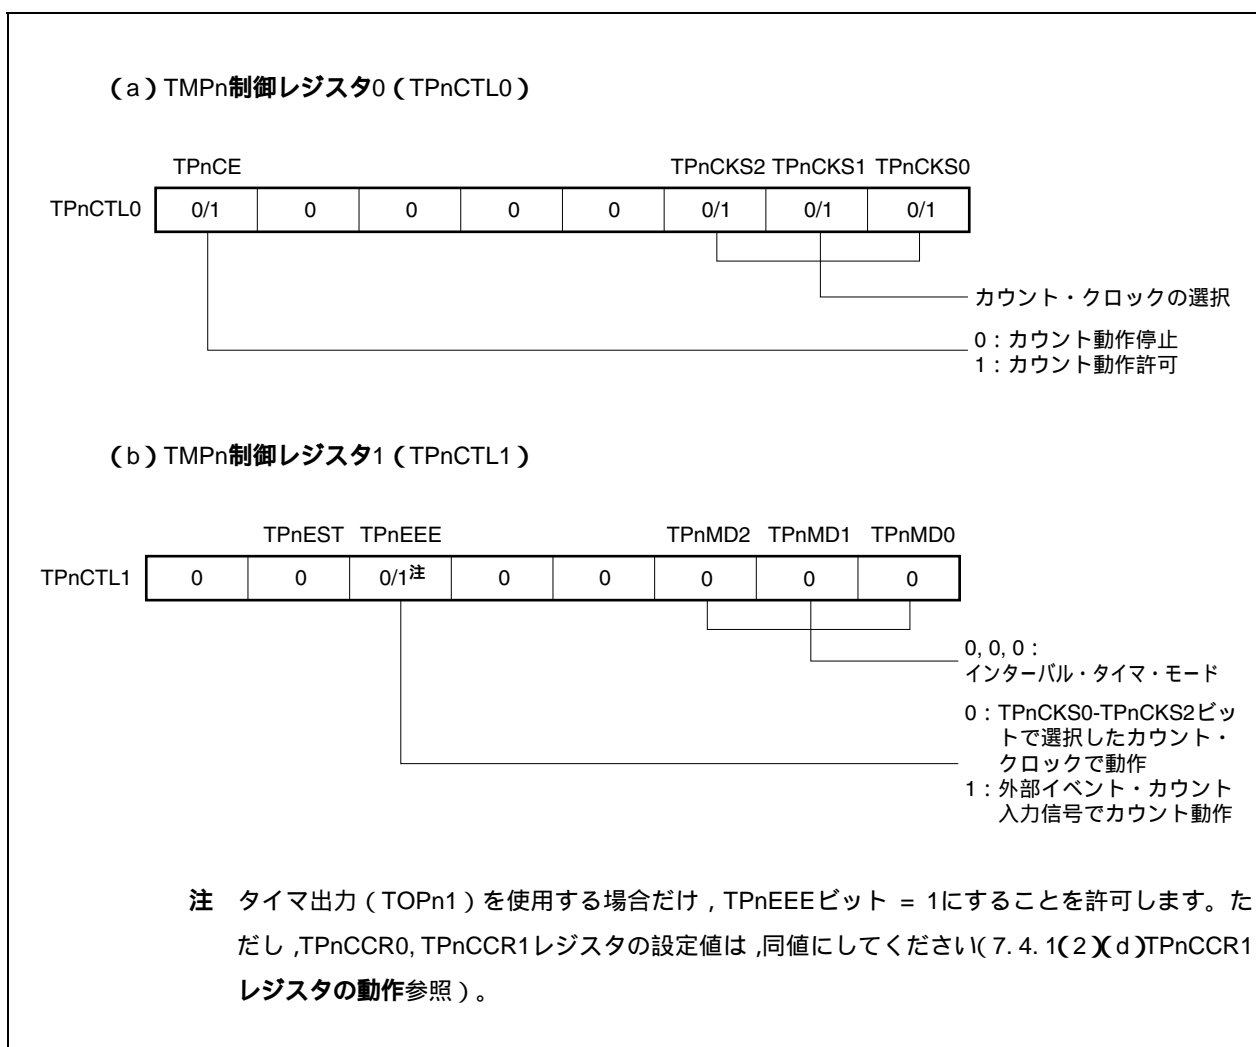 (a)TMPn制御レジスタ0(TPnCTL0)
TPnCE TPnCKS2 TPnCKS1 TPnCKS0
TPnCTL0 0/1 0 0 0 0 0/1 0/1 0/1
カウント・クロックの選択
0:カウント動作停止
1:カウント動作許可
(b)TMPn制御レジスタ1(TPnCTL1)
TPnEST TPnEEE TPnMD2 TPnMD1 TPnMD0
TPnCTL1 0 0 0/1注 0 0 0 0 0
0, 0, 0:
インターバル・タイマ・モード
0:TPnCKS0-TPnCKS2ビッ
トで選択したカウント・
クロックで動作
1:外部イベント・カウント
入力信号でカウント動作
注 タイマ出力(TOPn1)を使用する場合だけ,TPnEEEビット = 1にすることを許可します。た
だし,TPnCCR0, TPnCCR1レジスタの設定値は,同値にしてください(7. 4. 1(2)(d)TPnCCR1
レジスタの動作参照)。